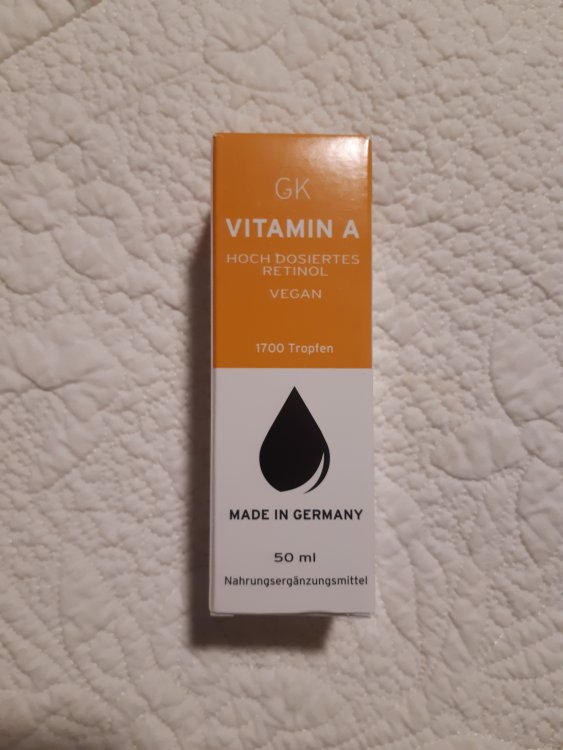 GK
VITAMIN A
HOCH DOSIERTES
RETINOL
VEGAN
1700 Tropfen
MADE IN GERMANY
50 ml
Nahrungsergänzungsmittel